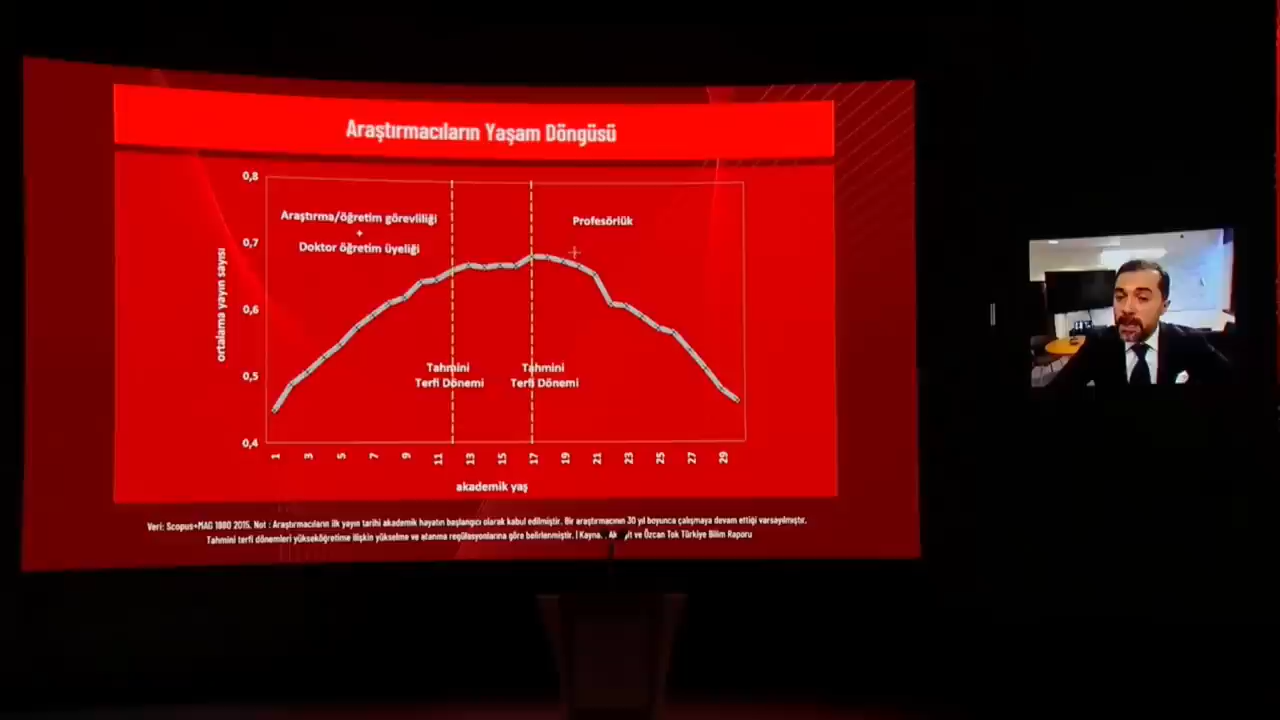 Araştırmacıların Yaşam Döngüsü
0,8
0,7
0,6
0,5
0,4
ortalama yayın sayısı
Araştırma/öğretim görevliliği
+
Doktor öğretim üyeliği
Profesörlük
Tahmini
Terfi Dönemi
Tahmini
Terfi Dönemi
1 3 5 7 9 11 13 15 17 19 21 23 25 27 29
akademik yaş
Veri: Scopus+MAG 1980 2015. Not : Araştırmacıların ilk yayın tarihi akademik hayatın başlangıcı olarak kabul edilmiştir. Bir araştırmacının 30 yıl boyunca çalışmaya devam ettiği varsayılmıştır.
Tahmini terfi dönemleri yükseköğretime ilişkin yükselme ve atanma regülasyonlarına göre belirlenmiştir. | ve Özcan Tok Türkiye Bilim Raporu